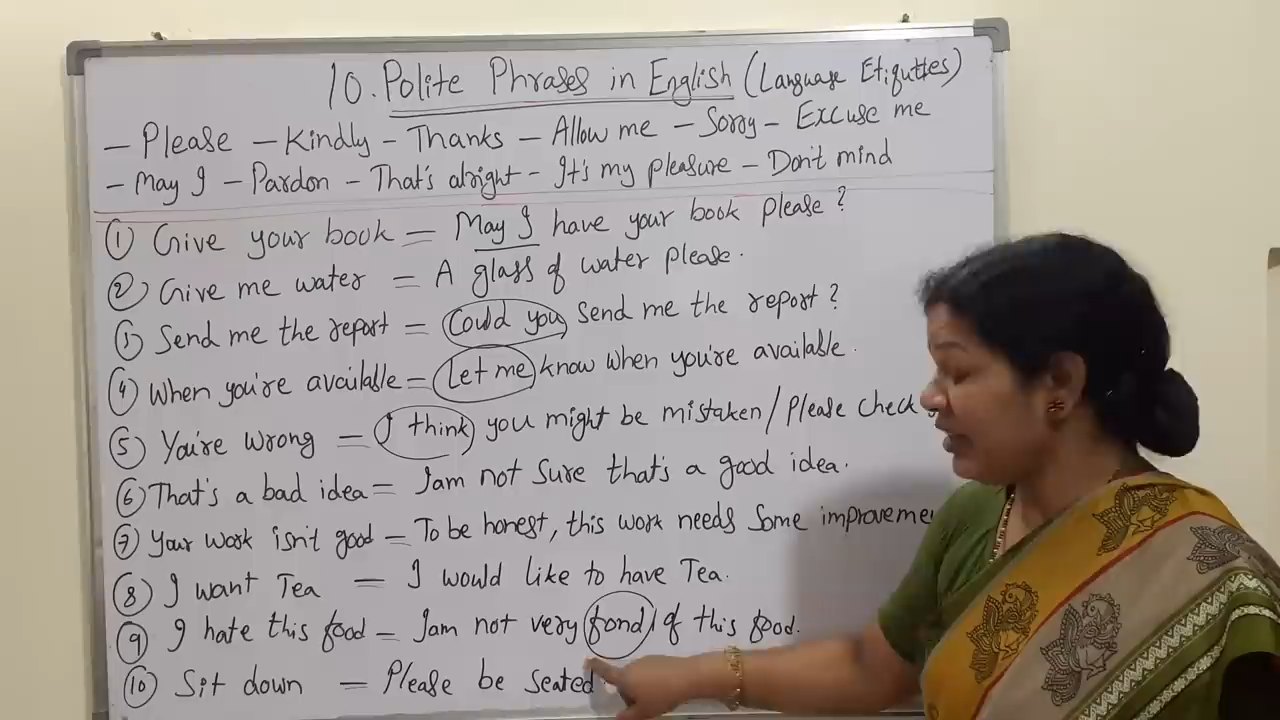 10. Polite Phrases in English (Language Etiquttes)
— Please — Kindly — Thanks — Allow me — Sorry — Excuse me
— May I — Pardon — That's alright — It's my pleasure — Don't mind
① Give your book = May I have your book please?
② Give me water = A glass of water please.
③ Send me the report = Could you send me the report?
④ When you're available = Let me know when you're available.
⑤ You're wrong = I think you might be mistaken / Please check
⑥ That's a bad idea = I am not sure that's a good idea.
⑦ Your work isn't good = To be honest, this work needs some improveme
⑧ I want Tea = I would like to have Tea.
⑨ I hate this food = I am not very fond of this food.
⑩ Sit down = Please be seated